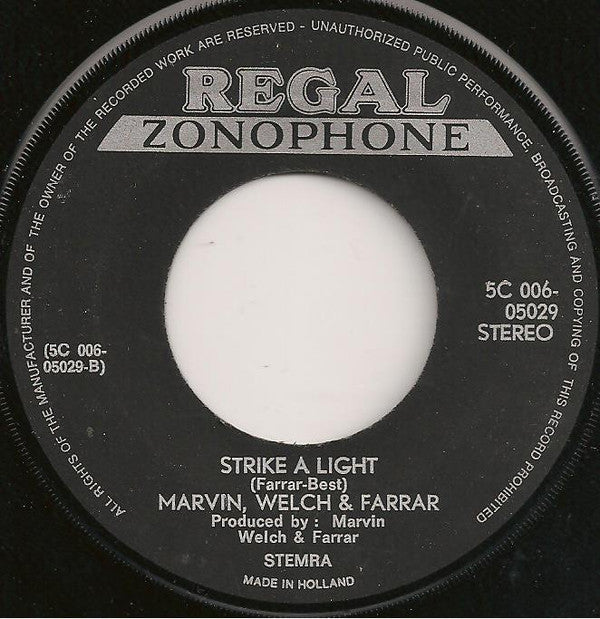 ALL RIGHTS OF THE MANUFACTURER AND OF THE OWNER OF THE RECORDED WORK ARE RESERVED - UNAUTHORIZED PUBLIC PERFORMANCE, BROADCASTING AND COPYING OF THIS RECORD PROHIBITED
REGAL
ZONOPHONE
5C 006-
05029
STEREO
(5C 006-
05029-B)
STRIKE A LIGHT
(Farrar-Best)
MARVIN, WELCH & FARRAR
Produced by : Marvin
Welch & Farrar
STEMRA
MADE IN HOLLAND